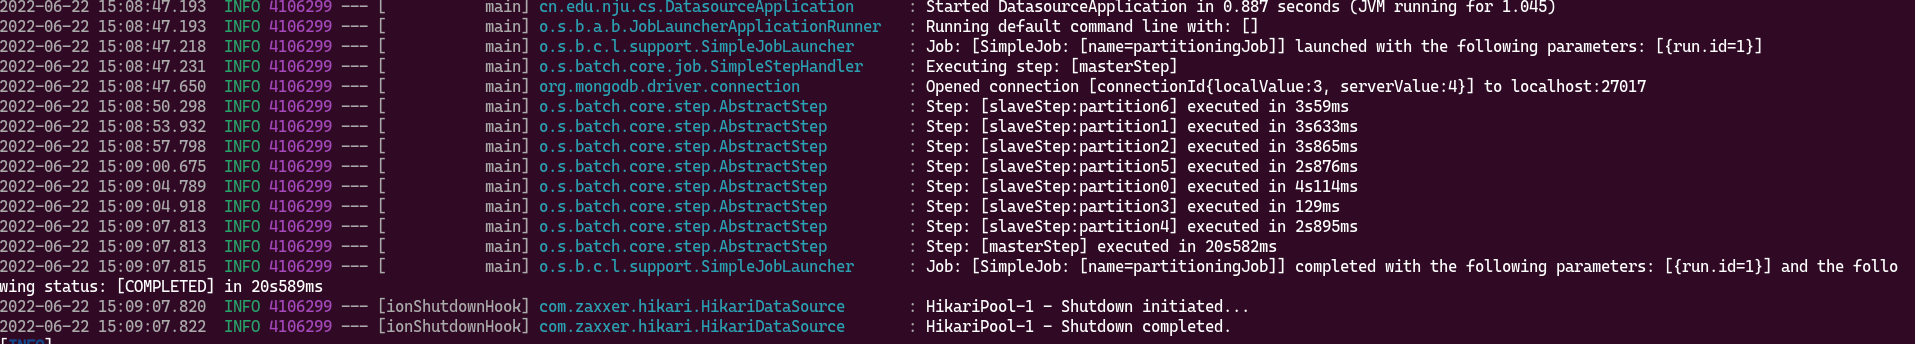 2022-06-22 15:08:47.193  INFO 4106299 --- [           main] cn.edu.nju.cs.DatasourceApplication      : Started DatasourceApplication in 0.887 seconds (JVM running for 1.045)
2022-06-22 15:08:47.193  INFO 4106299 --- [           main] o.s.b.a.b.JobLauncherApplicationRunner   : Running default command line with: []
2022-06-22 15:08:47.218  INFO 4106299 --- [           main] o.s.b.c.l.support.SimpleJobLauncher      : Job: [SimpleJob: [name=partitioningJob]] launched with the following parameters: [{run.id=1}]
2022-06-22 15:08:47.231  INFO 4106299 --- [           main] o.s.batch.core.job.SimpleStepHandler     : Executing step: [masterStep]
2022-06-22 15:08:47.650  INFO 4106299 --- [           main] org.mongodb.driver.connection            : Opened connection [connectionId{localValue:3, serverValue:4}] to localhost:27017
2022-06-22 15:08:50.298  INFO 4106299 --- [           main] o.s.batch.core.step.AbstractStep         : Step: [slaveStep:partition6] executed in 3s59ms
2022-06-22 15:08:53.932  INFO 4106299 --- [           main] o.s.batch.core.step.AbstractStep         : Step: [slaveStep:partition1] executed in 3s633ms
2022-06-22 15:08:57.798  INFO 4106299 --- [           main] o.s.batch.core.step.AbstractStep         : Step: [slaveStep:partition2] executed in 3s865ms
2022-06-22 15:09:00.675  INFO 4106299 --- [           main] o.s.batch.core.step.AbstractStep         : Step: [slaveStep:partition5] executed in 2s876ms
2022-06-22 15:09:04.789  INFO 4106299 --- [           main] o.s.batch.core.step.AbstractStep         : Step: [slaveStep:partition0] executed in 4s114ms
2022-06-22 15:09:04.918  INFO 4106299 --- [           main] o.s.batch.core.step.AbstractStep         : Step: [slaveStep:partition3] executed in 129ms
2022-06-22 15:09:07.813  INFO 4106299 --- [           main] o.s.batch.core.step.AbstractStep         : Step: [slaveStep:partition4] executed in 2s895ms
2022-06-22 15:09:07.813  INFO 4106299 --- [           main] o.s.batch.core.step.AbstractStep         : Step: [masterStep] executed in 20s582ms
2022-06-22 15:09:07.815  INFO 4106299 --- [           main] o.s.b.c.l.support.SimpleJobLauncher      : Job: [SimpleJob: [name=partitioningJob]] completed with the following parameters: [{run.id=1}] and the follo
wing status: [COMPLETED] in 20s589ms
2022-06-22 15:09:07.820  INFO 4106299 --- [ionShutdownHook] com.zaxxer.hikari.HikariDataSource       : HikariPool-1 - Shutdown initiated...
2022-06-22 15:09:07.822  INFO 4106299 --- [ionShutdownHook] com.zaxxer.hikari.HikariDataSource       : HikariPool-1 - Shutdown completed.
[INFO]